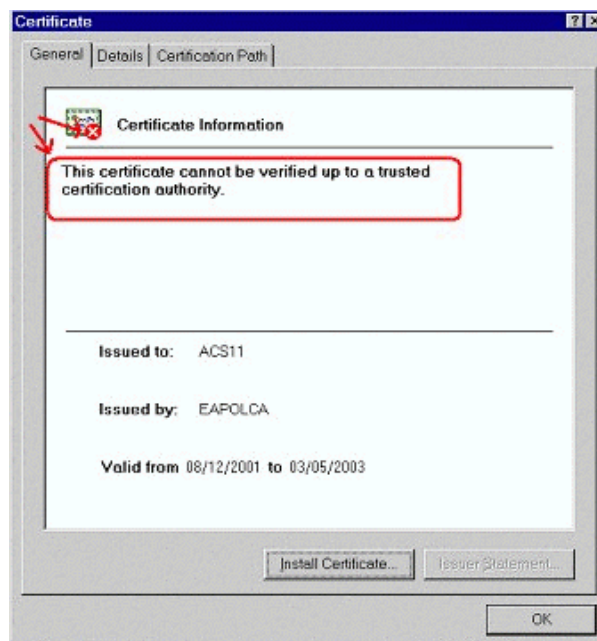 Certificate
General Details Certification Path
Certificate Information
This certificate cannot be verified up to a trusted
certification authority.
Issued to: ACS11
Issued by: EAPOLCA
Valid from 08/12/2001 to 03/05/2003
Install Certificate... Issuer Statement...
OK